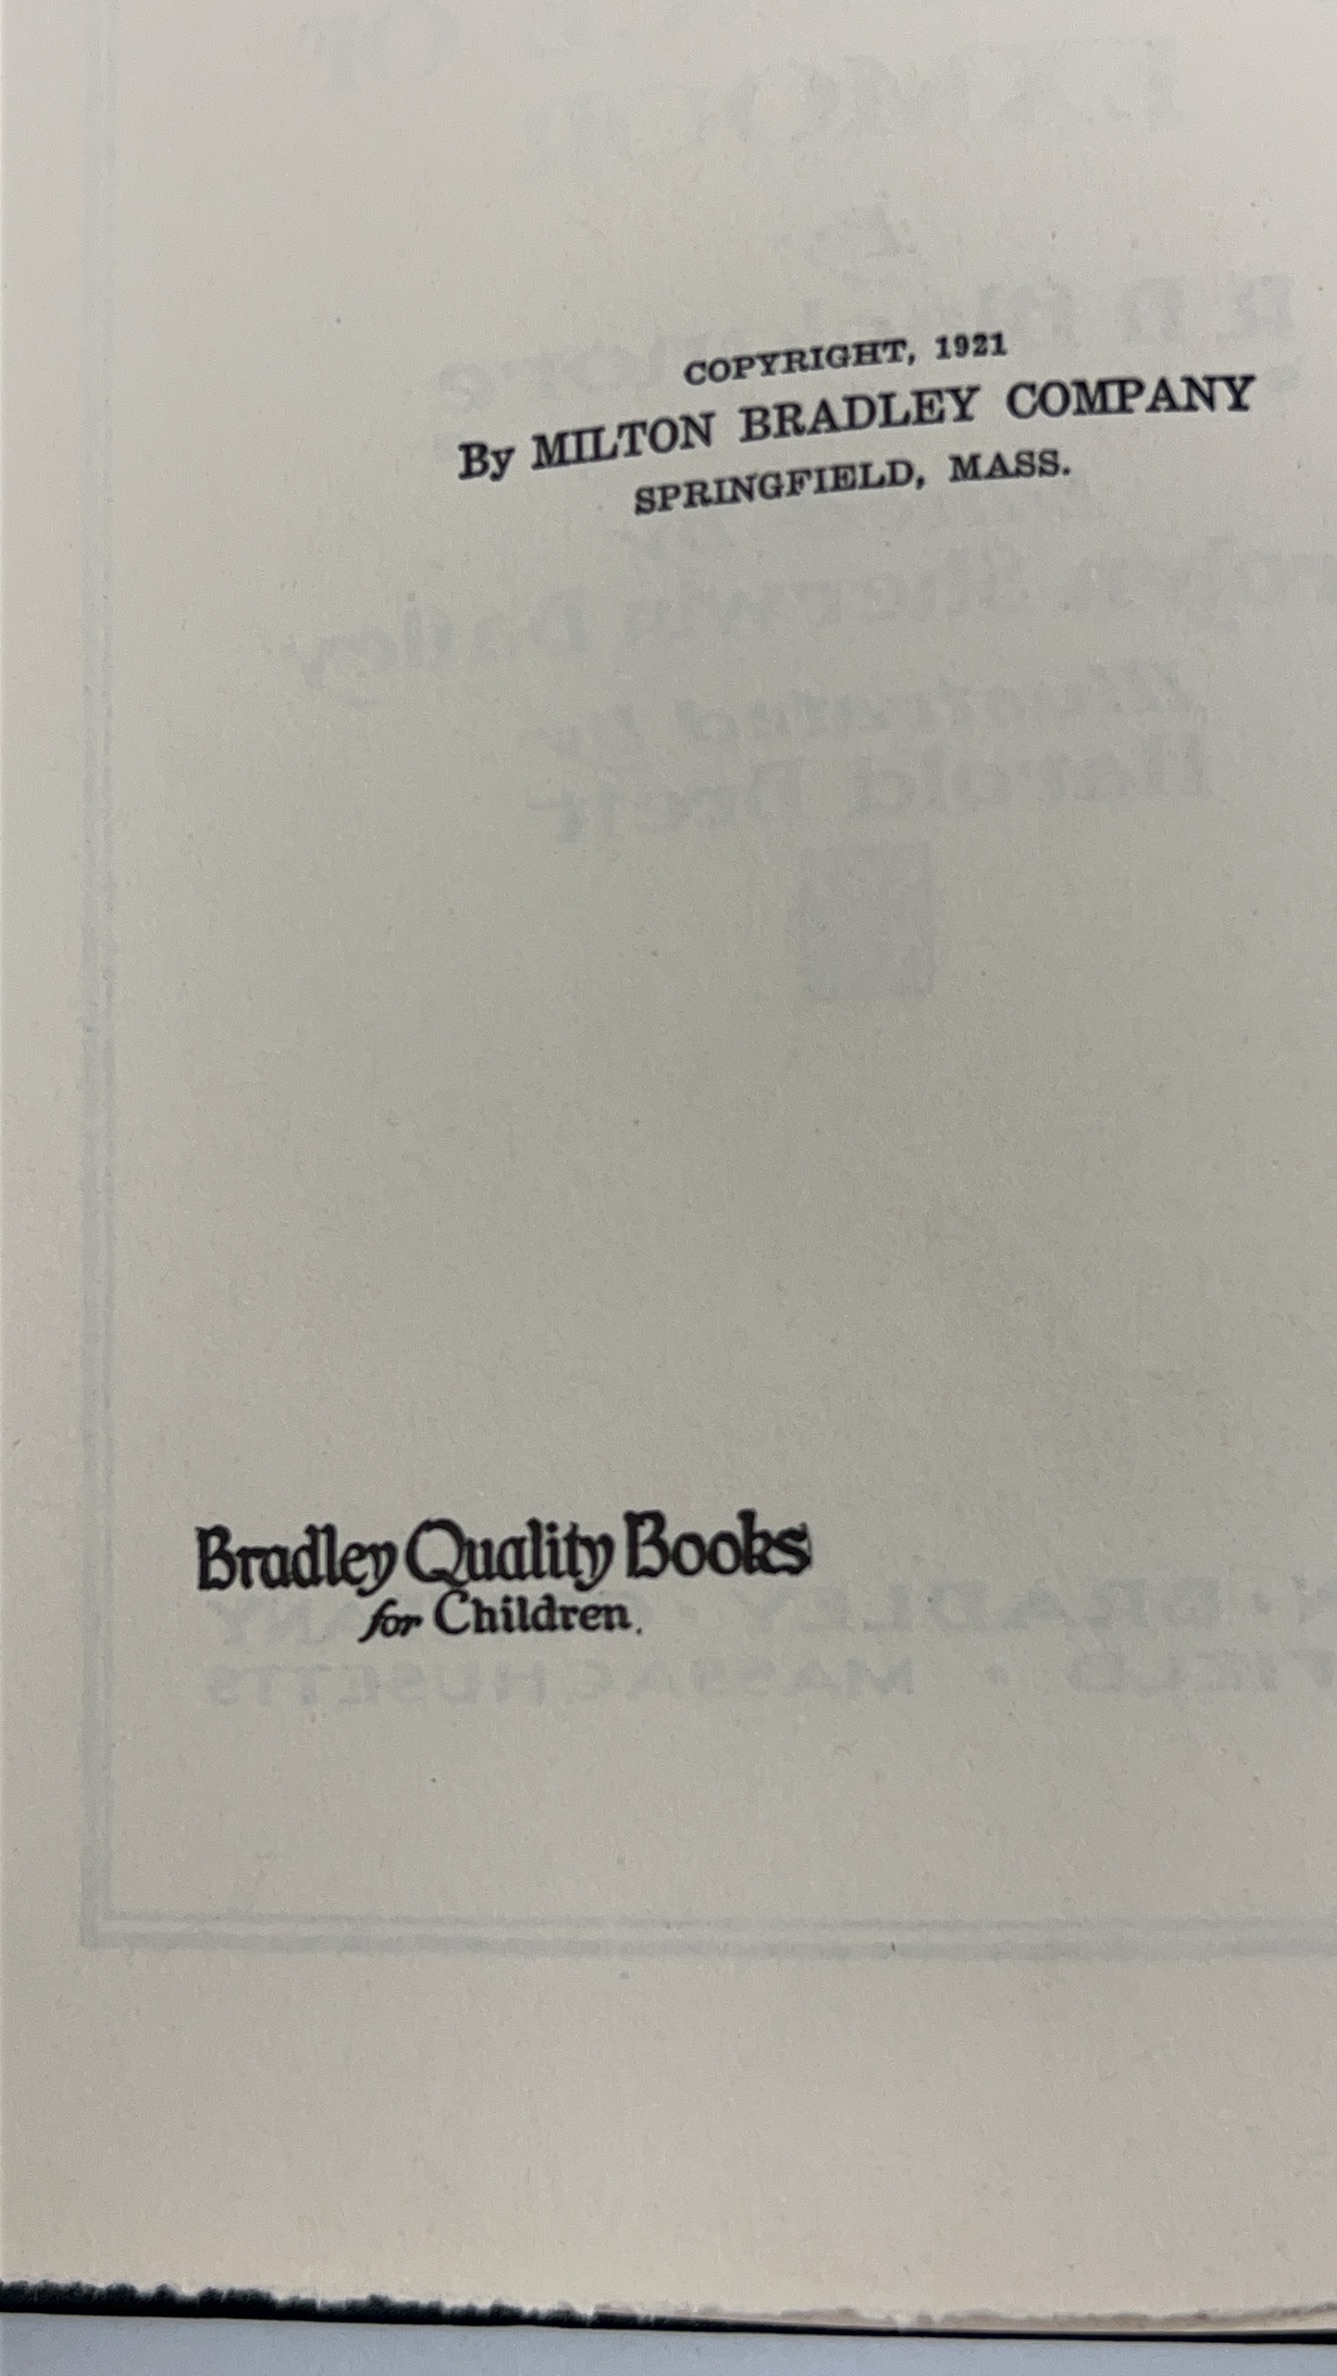 COPYRIGHT, 1921
By MILTON BRADLEY COMPANY
SPRINGFIELD, MASS.
Bradley Quality Books
for Children.